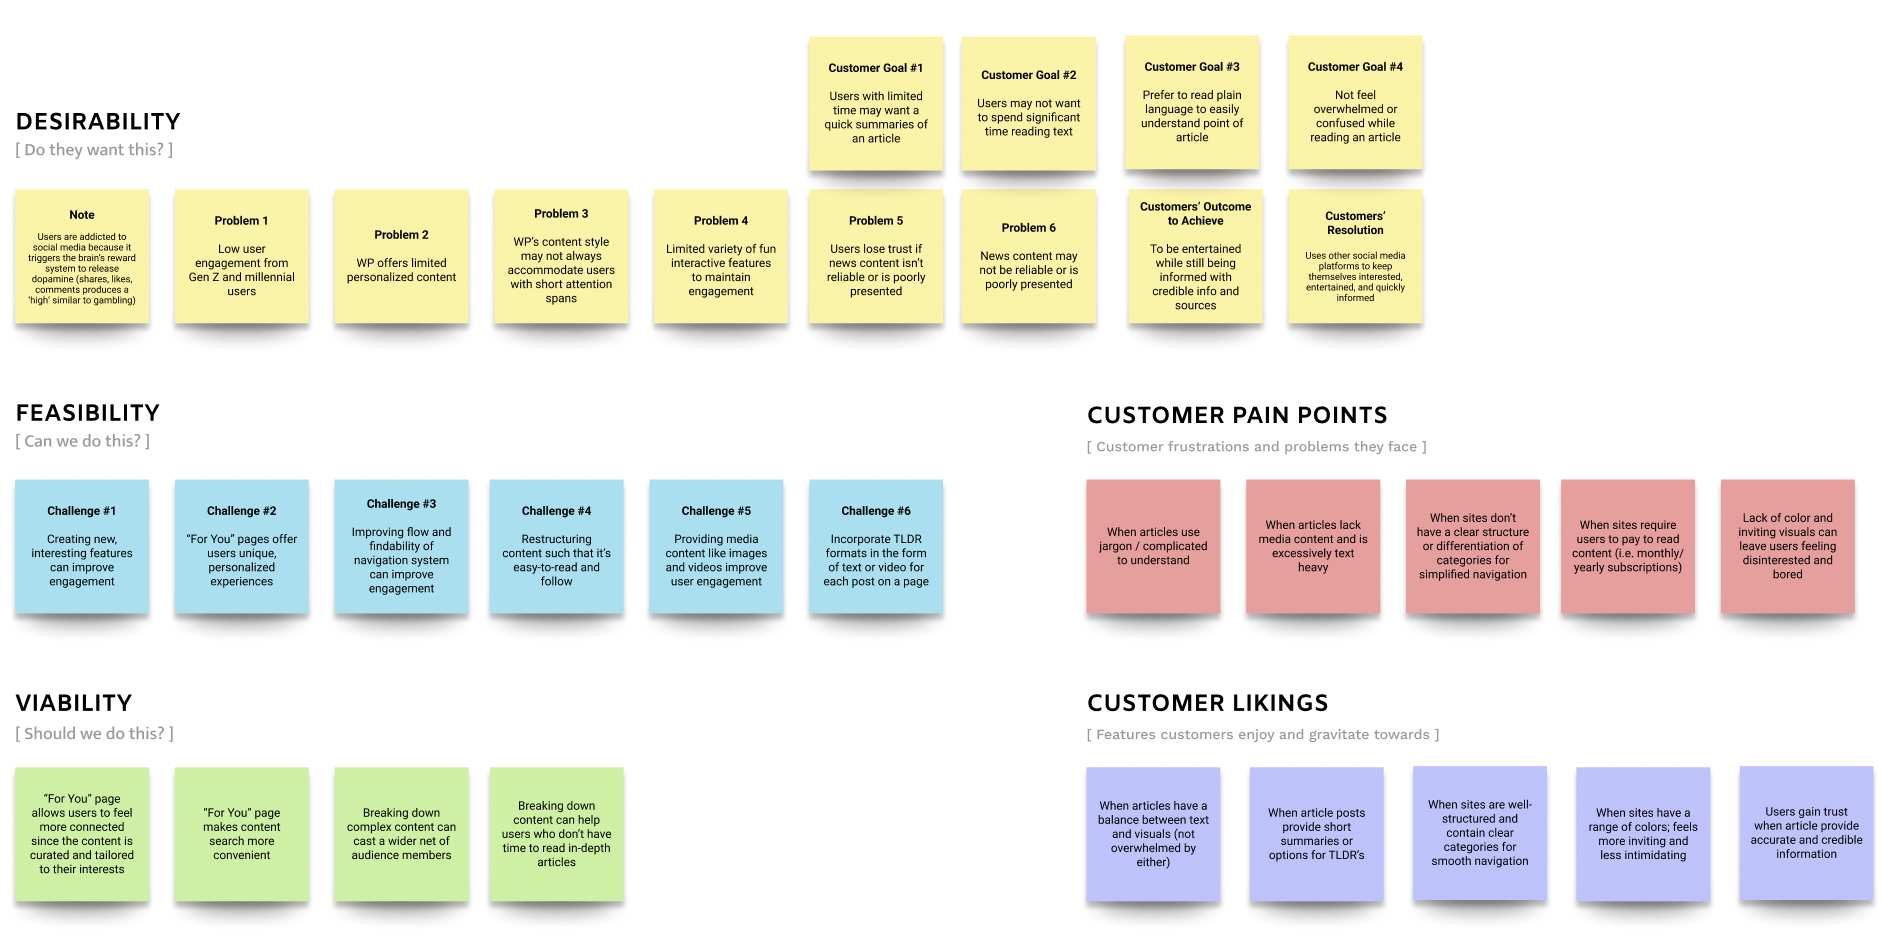 DESIRABILITY
[ Do they want this? ]
Customer Goal #1
Users with limited
time may want a
quick summaries of
an article
Customer Goal #2
Users may not want
to spend significant
time reading text
Customer Goal #3
Prefer to read plain
language to easily
understand point of
article
Customer Goal #4
Not feel
overwhelmed or
confused while
reading an article
Note
Users are addicted to
social media because it
triggers the brain's reward
system to release
dopamine (shares, likes,
comments produces a
'high' similar to gambling)
Problem 1
Low user
engagement from
Gen Z and millennial
users
Problem 2
WP offers limited
personalized content
Problem 3
WP's content style
may not always
accommodate users
with short attention
spans
Problem 4
Limited variety of fun
interactive features
to maintain
engagement
Problem 5
Users lose trust if
news content isn't
reliable or is poorly
presented
Problem 6
News content may
not be reliable or is
poorly presented
Customers' Outcome
to Achieve
To be entertained
while still being
informed with
credible info and
sources
Customers'
Resolution
Uses other social media
platforms to keep
themselves interested,
entertained, and quickly
informed
FEASIBILITY
[ Can we do this? ]
Challenge #1
Creating new,
interesting features
can improve
engagement
Challenge #2
"For You" pages offer
users unique,
personalized
experiences
Challenge #3
Improving flow and
findability of
navigation system
can improve
engagement
Challenge #4
Restructuring
content such that it's
easy-to-read and
follow
Challenge #5
Providing media
content like images
and videos improve
user engagement
Challenge #6
Incorporate TLDR
formats in the form
of text or video for
each post on a page
CUSTOMER PAIN POINTS
[ Customer frustrations and problems they face ]
When articles use
jargon / complicated
to understand
When articles lack
media content and is
excessively text
heavy
When sites don't
have a clear structure
or differentiation of
categories for
simplified navigation
When sites require
users to pay to read
content (i.e. monthly/
yearly subscriptions)
Lack of color and
inviting visuals can
leave users feeling
disinterested and
bored
VIABILITY
[ Should we do this? ]
"For You" page
allows users to feel
more connected
since the content is
curated and tailored
to their interests
"For You" page
makes content
search more
convenient
Breaking down
complex content can
cast a wider net of
audience members
Breaking down
content can help
users who don't have
time to read in-depth
articles
CUSTOMER LIKINGS
[ Features customers enjoy and gravitate towards ]
When articles have a
balance between text
and visuals (not
overwhelmed by
either)
When article posts
provide short
summaries or
options for TLDR's
When sites are well-
structured and
contain clear
categories for
smooth navigation
When sites have a
range of colors; feels
more inviting and
less intimidating
Users gain trust
when article provide
accurate and credible
information